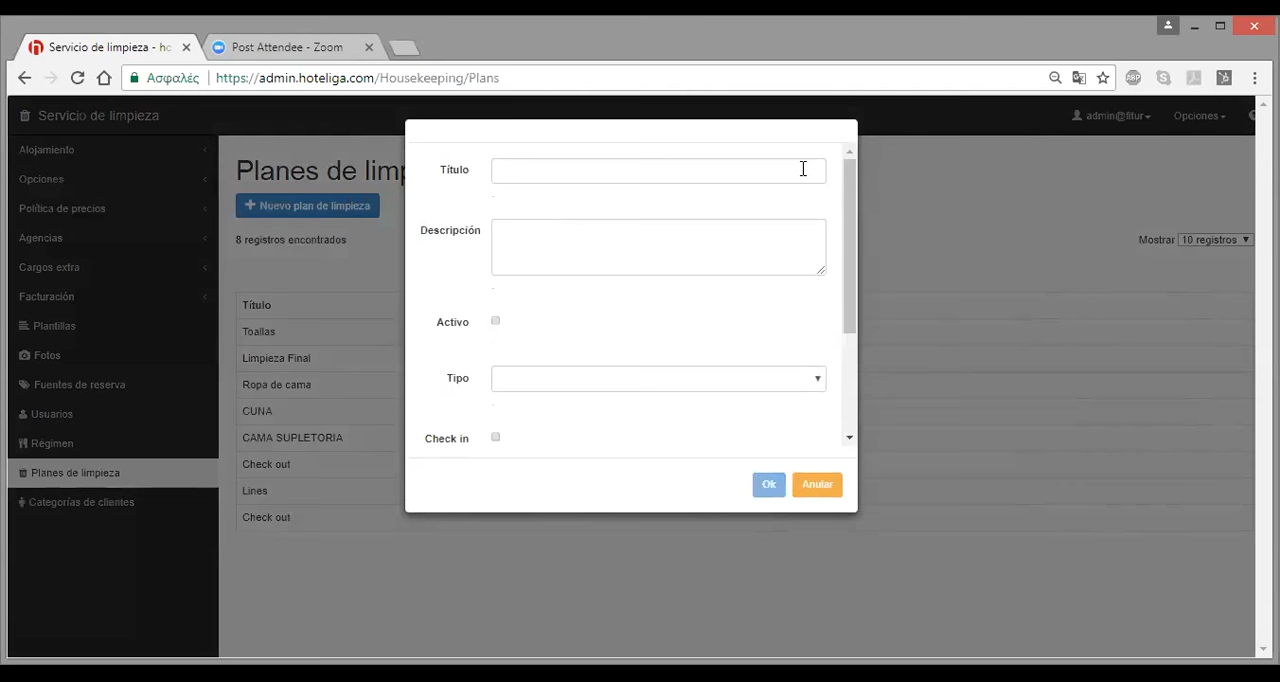 Servicio de limpieza - hc
Post Attendee - Zoom
Ασφαλές
https://admin.hoteliga.com/Housekeeping/Plans
ABP
Servicio de limpieza
admin@fitur
Opciones
Alojamiento
Opciones
Política de precios
Agencias
Cargos extra
Facturación
Plantillas
Fotos
Fuentes de reserva
Usuarios
Régimen
Planes de limpieza
Categorías de clientes
Planes de limp
+ Nuevo plan de limpieza
8 registros encontrados
Mostrar 10 registros
Título
Toallas
Limpieza Final
Ropa de cama
CUNA
CAMA SUPLETORIA
Check out
Lines
Check out
Título
Descripción
Activo
Tipo
Check in
Ok
Anular